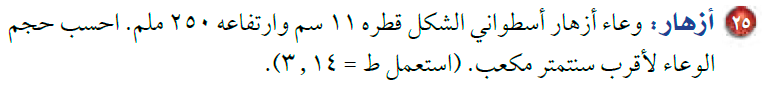 ٢٥ أزهار: وعاء أزهار أسطواني الشكل قطره ١١ سم وارتفاعه ٢٥٠ ملم. احسب حجم
الوعاء لأقرب سنتمتر مكعب. (استعمل ط = ٣,١٤).